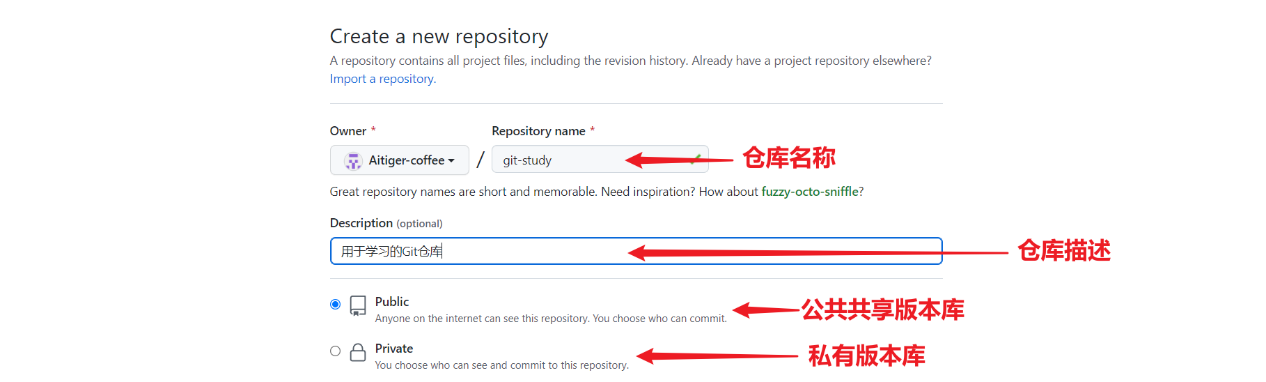 Create a new repository
A repository contains all project files, including the revision history. Already have a project repository elsewhere?
Import a repository.
Owner * Repository name *
Aitiger-coffee / git-study 仓库名称
Great repository names are short and memorable. Need inspiration? How about fuzzy-octo-sniffle?
Description (optional)
用于学习的Git仓库 仓库描述
Public
Anyone on the internet can see this repository. You choose who can commit. 公共共享版本库
Private
You choose who can see and commit to this repository. 私有版本库